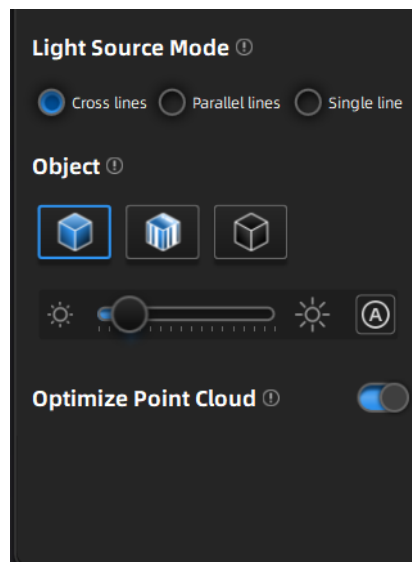 Light Source Mode
Cross lines Parallel lines Single line
Object
A
Optimize Point Cloud